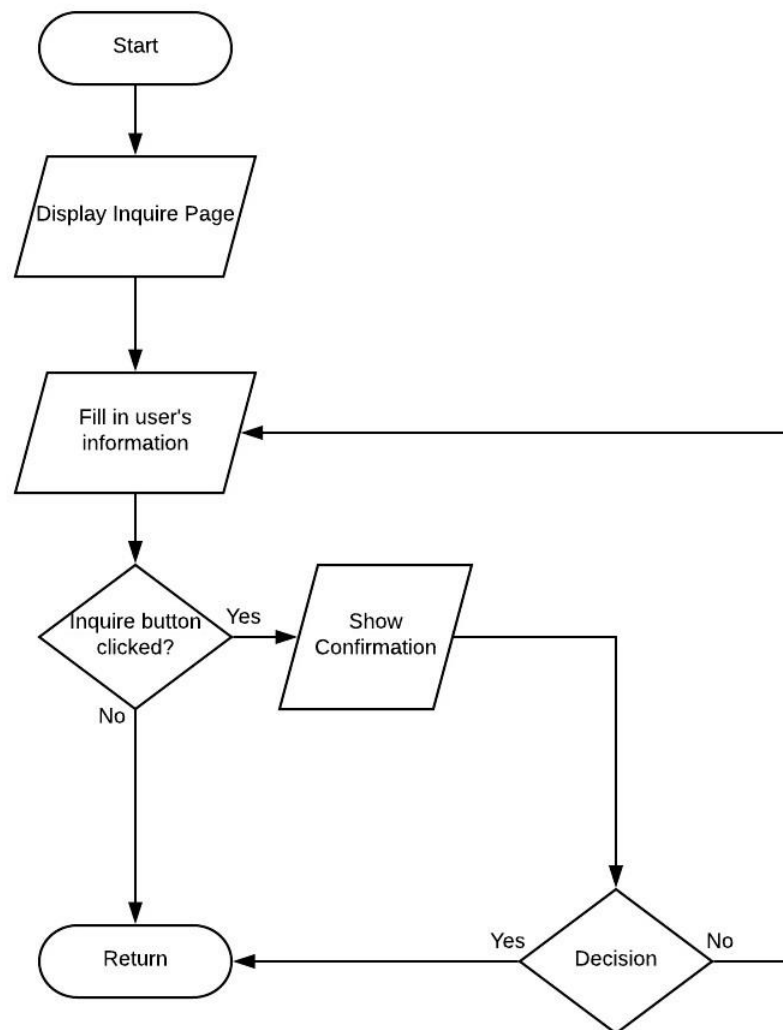 Start
Display Inquire Page
Fill in user's
information
Inquire button
clicked?
Yes
Show
Confirmation
No
Return
Yes
Decision
No